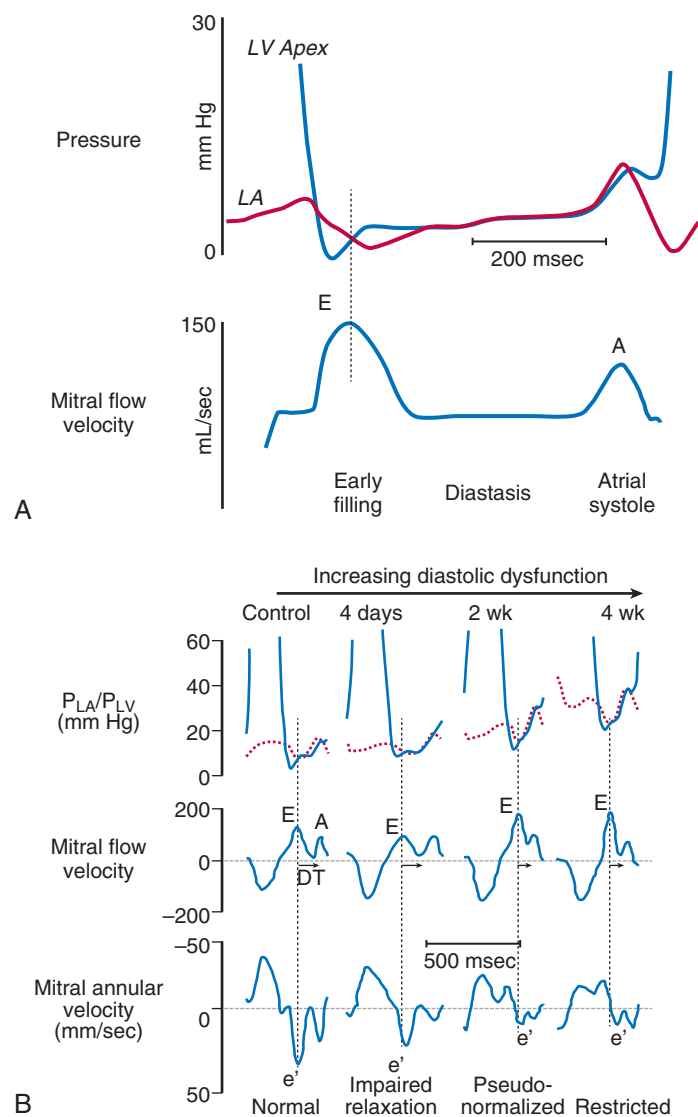 30
LV Apex
Pressure
mm Hg
LA
0
200 msec
E
150
A
Mitral flow
velocity
mL/sec
Early
filling
Diastasis
Atrial
systole
A
Increasing diastolic dysfunction
Control
4 days
2 wk
4 wk
60
40
20
0
PLA/PLV
(mm Hg)
200
0
–200
Mitral flow
velocity
E
A
E
E
E
DT
–50
0
50
500 msec
Mitral annular
velocity
(mm/sec)
e’
e’
e’
e’
B
Normal
Impaired
relaxation
Pseudo-
normalized
Restricted